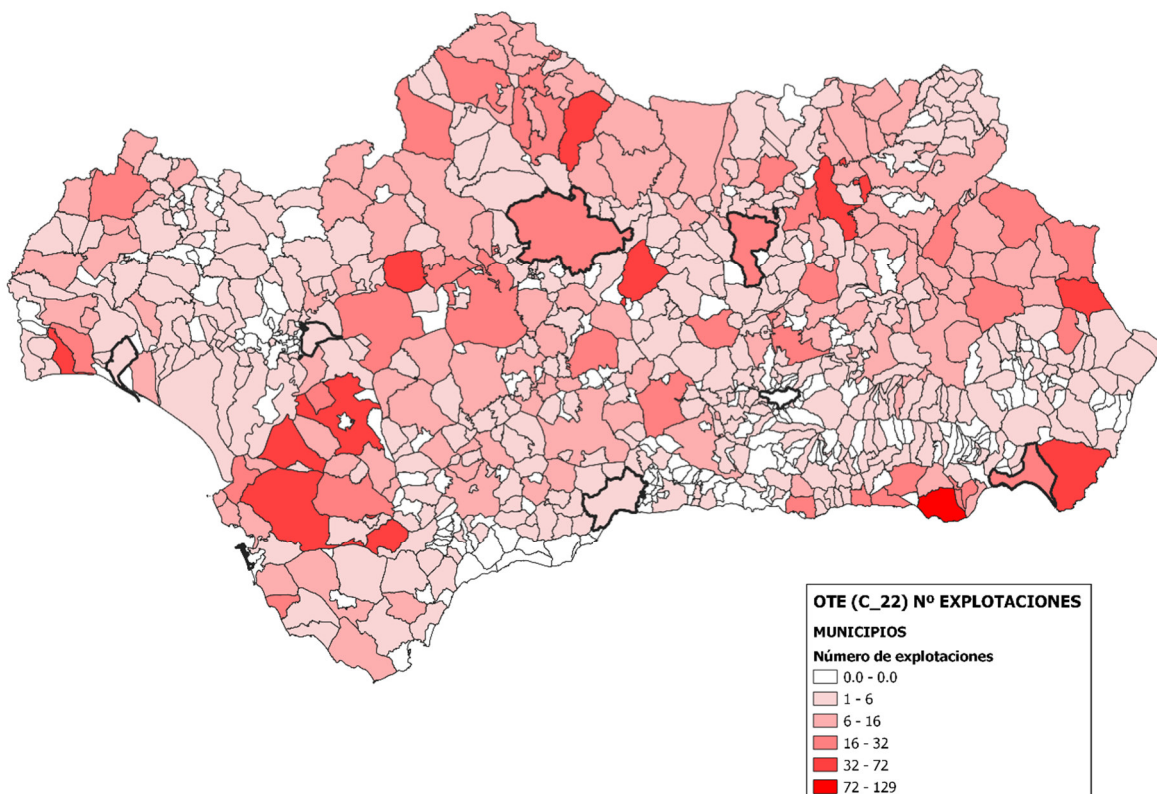 OTE (C_22) Nº EXPLOTACIONES
MUNICIPIOS
Número de explotaciones
0.0 - 0.0
1 - 6
6 - 16
16 - 32
32 - 72
72 - 129